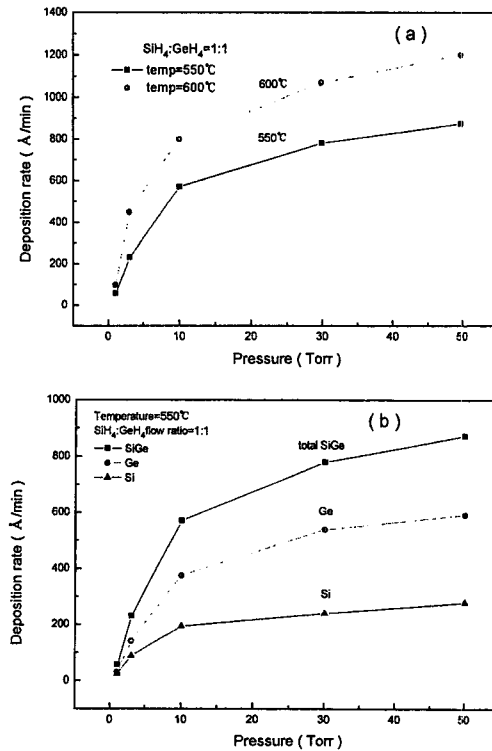 (a)
SiH4:GeH4=1:1
temp=550℃
temp=600℃
600℃
550℃
1400
1200
1000
800
600
400
200
0
Deposition rate ( Å/min )
0 10 20 30 40 50
Pressure ( Torr )
(b)
Temperature=550℃
SiH4:GeH4flow ratio=1:1
SiGe
Ge
Si
total SiGe
Ge
Si
1000
800
600
400
200
0
Deposition rate ( Å/min )
0 10 20 30 40 50
Pressure ( Torr )